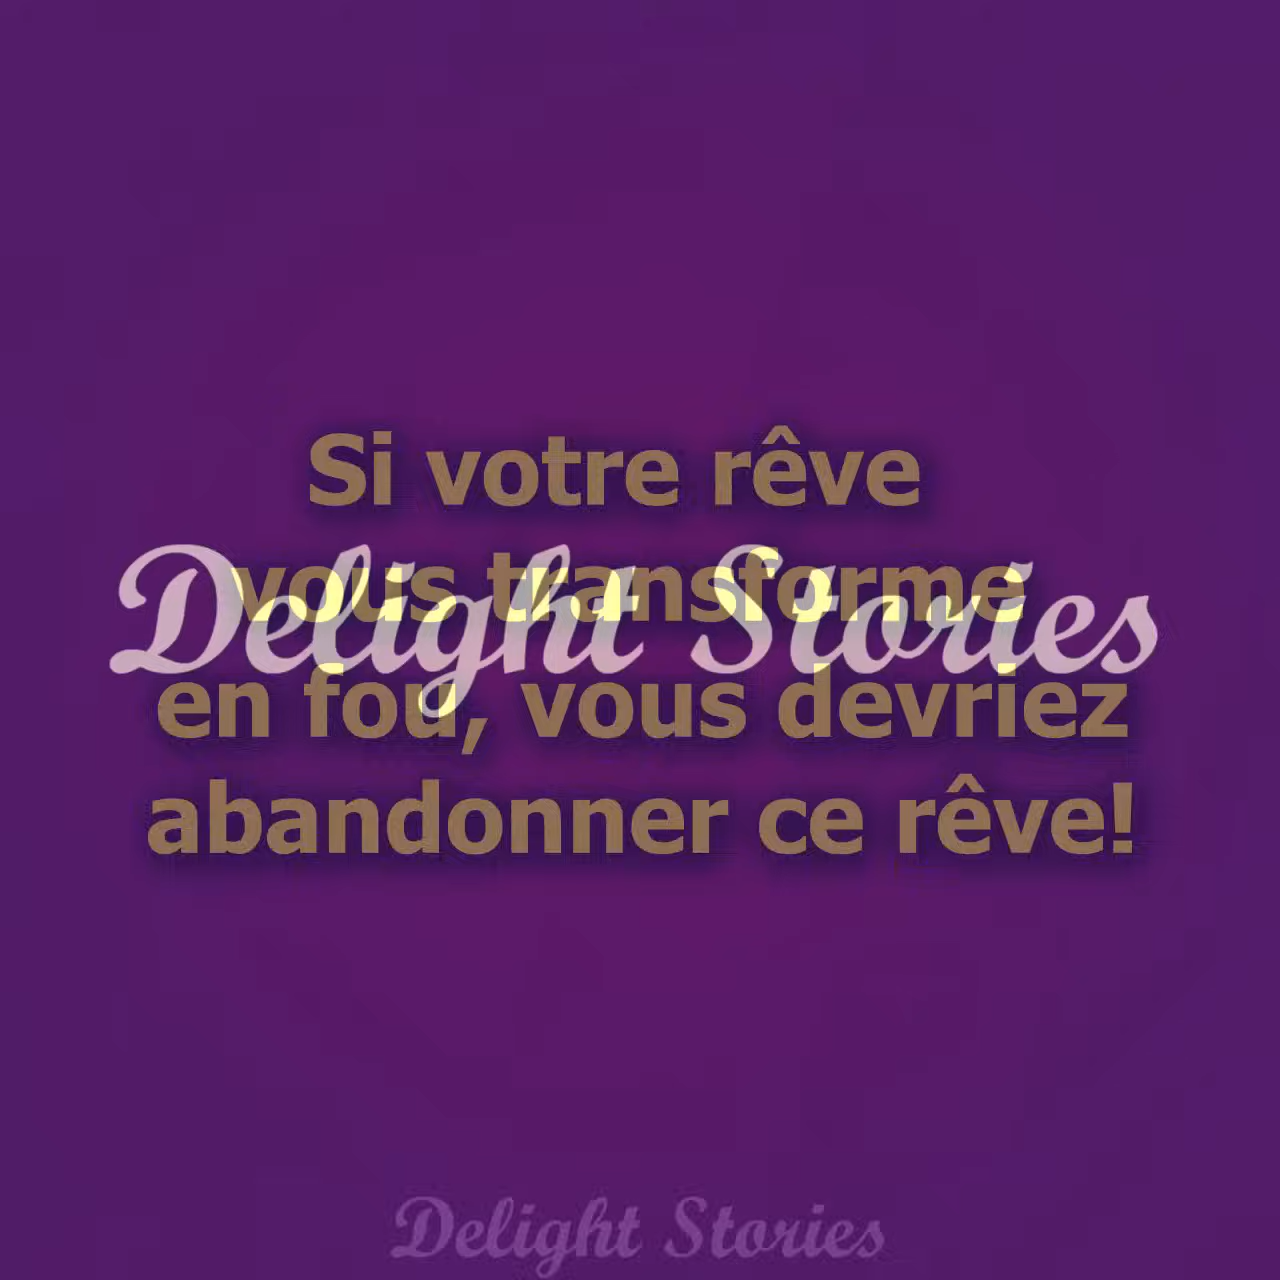 Si votre rêve
vous transforme
Delight Stories
en fou, vous devriez
abandonner ce rêve!
Delight Stories